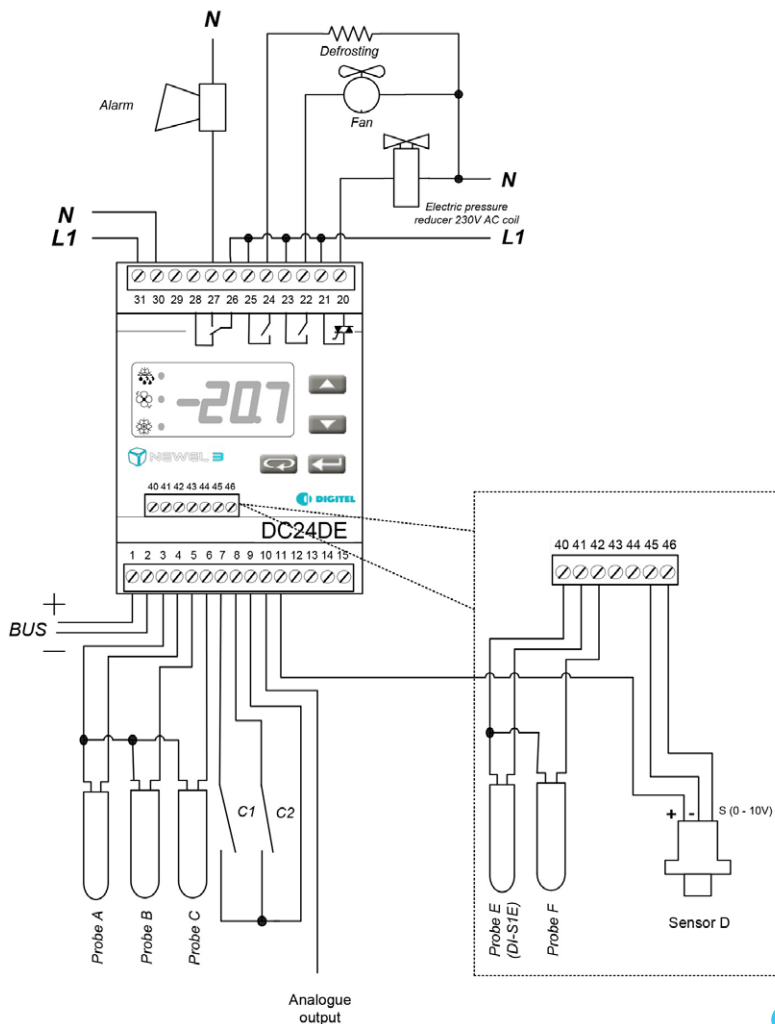 N
Defrosting
Alarm
Fan
N
Electric pressure
reducer 230V AC coil
N
L1
L1
31 30 29 28 27 26 25 24 23 22 21 20
-20.7
NEWEL 3
40 41 42 43 44 45 46
DIGITEL
DC24DE
1 2 3 4 5 6 7 8 9 10 11 12 13 14 15
40 41 42 43 44 45 46
+
BUS
–
C1
C2
+
-
S (0 - 10V)
Probe A
Probe B
Probe C
Probe E
(DI-S1E)
Probe F
Sensor D
Analogue
output